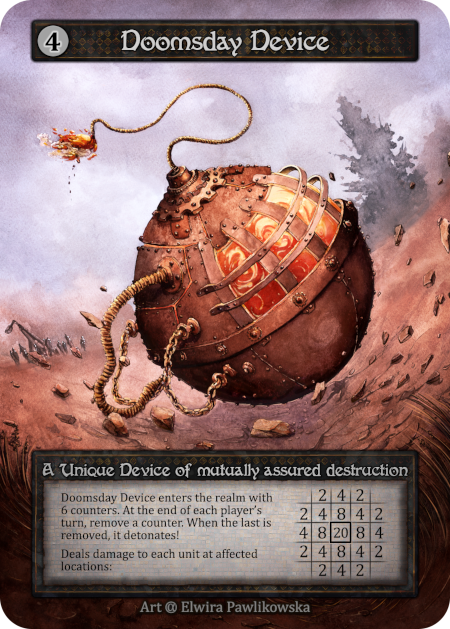 4
Doomsday Device
A Unique Device of mutually assured destruction
Doomsday Device enters the realm with
6 counters. At the end of each player's
turn, remove a counter. When the last is
removed, it detonates!
Deals damage to each unit at affected
locations:
2 4 2
2 4 8 4 2
4 8 20 8 4
2 4 8 4 2
2 4 2
Art @ Elwira Pawlikowska